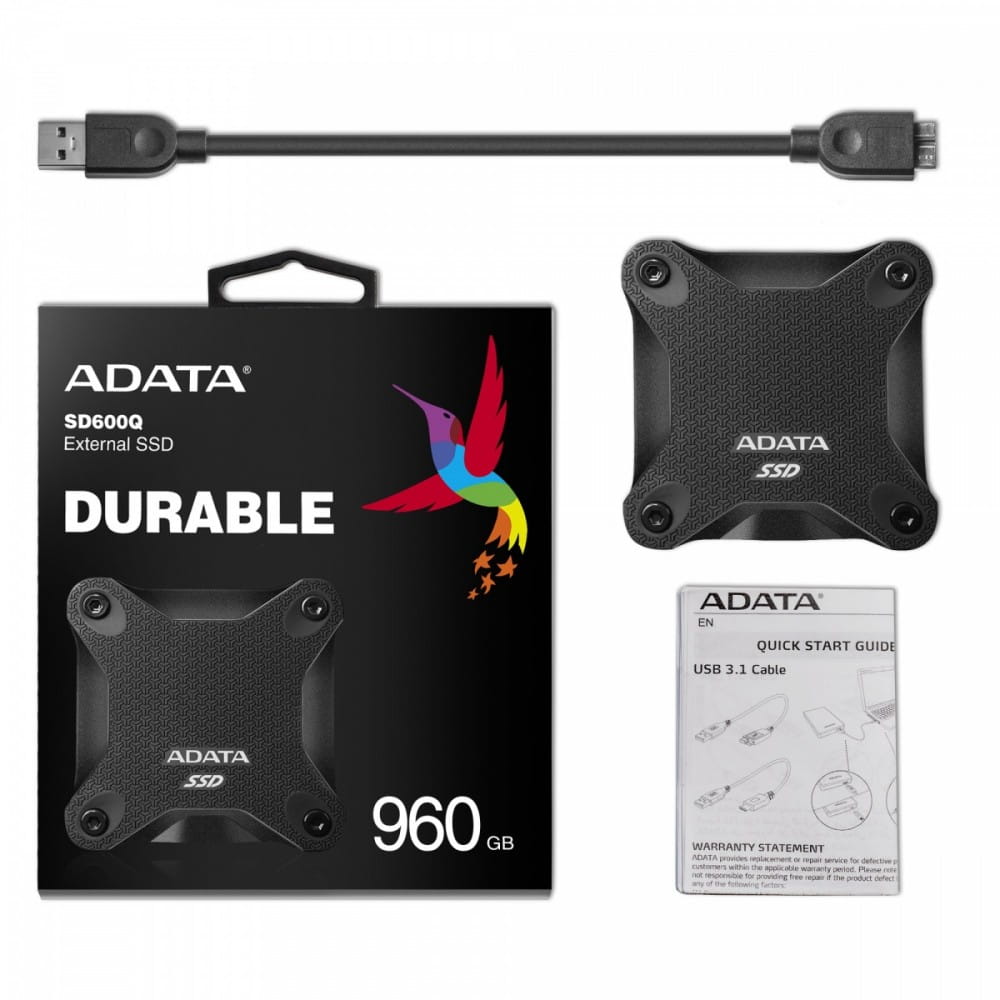 ADATA®
SD600Q
External SSD
DURABLE
ADATA
SSD
960 GB
ADATA
SSD
ADATA®
EN
QUICK START GUIDE
USB 3.1 Cable
WARRANTY STATEMENT
ADATA provides replacement or repair service for defective p
customers within the applicable warranty period. Please note
not responsible for providing free repair if the product defect
any of the following factors: